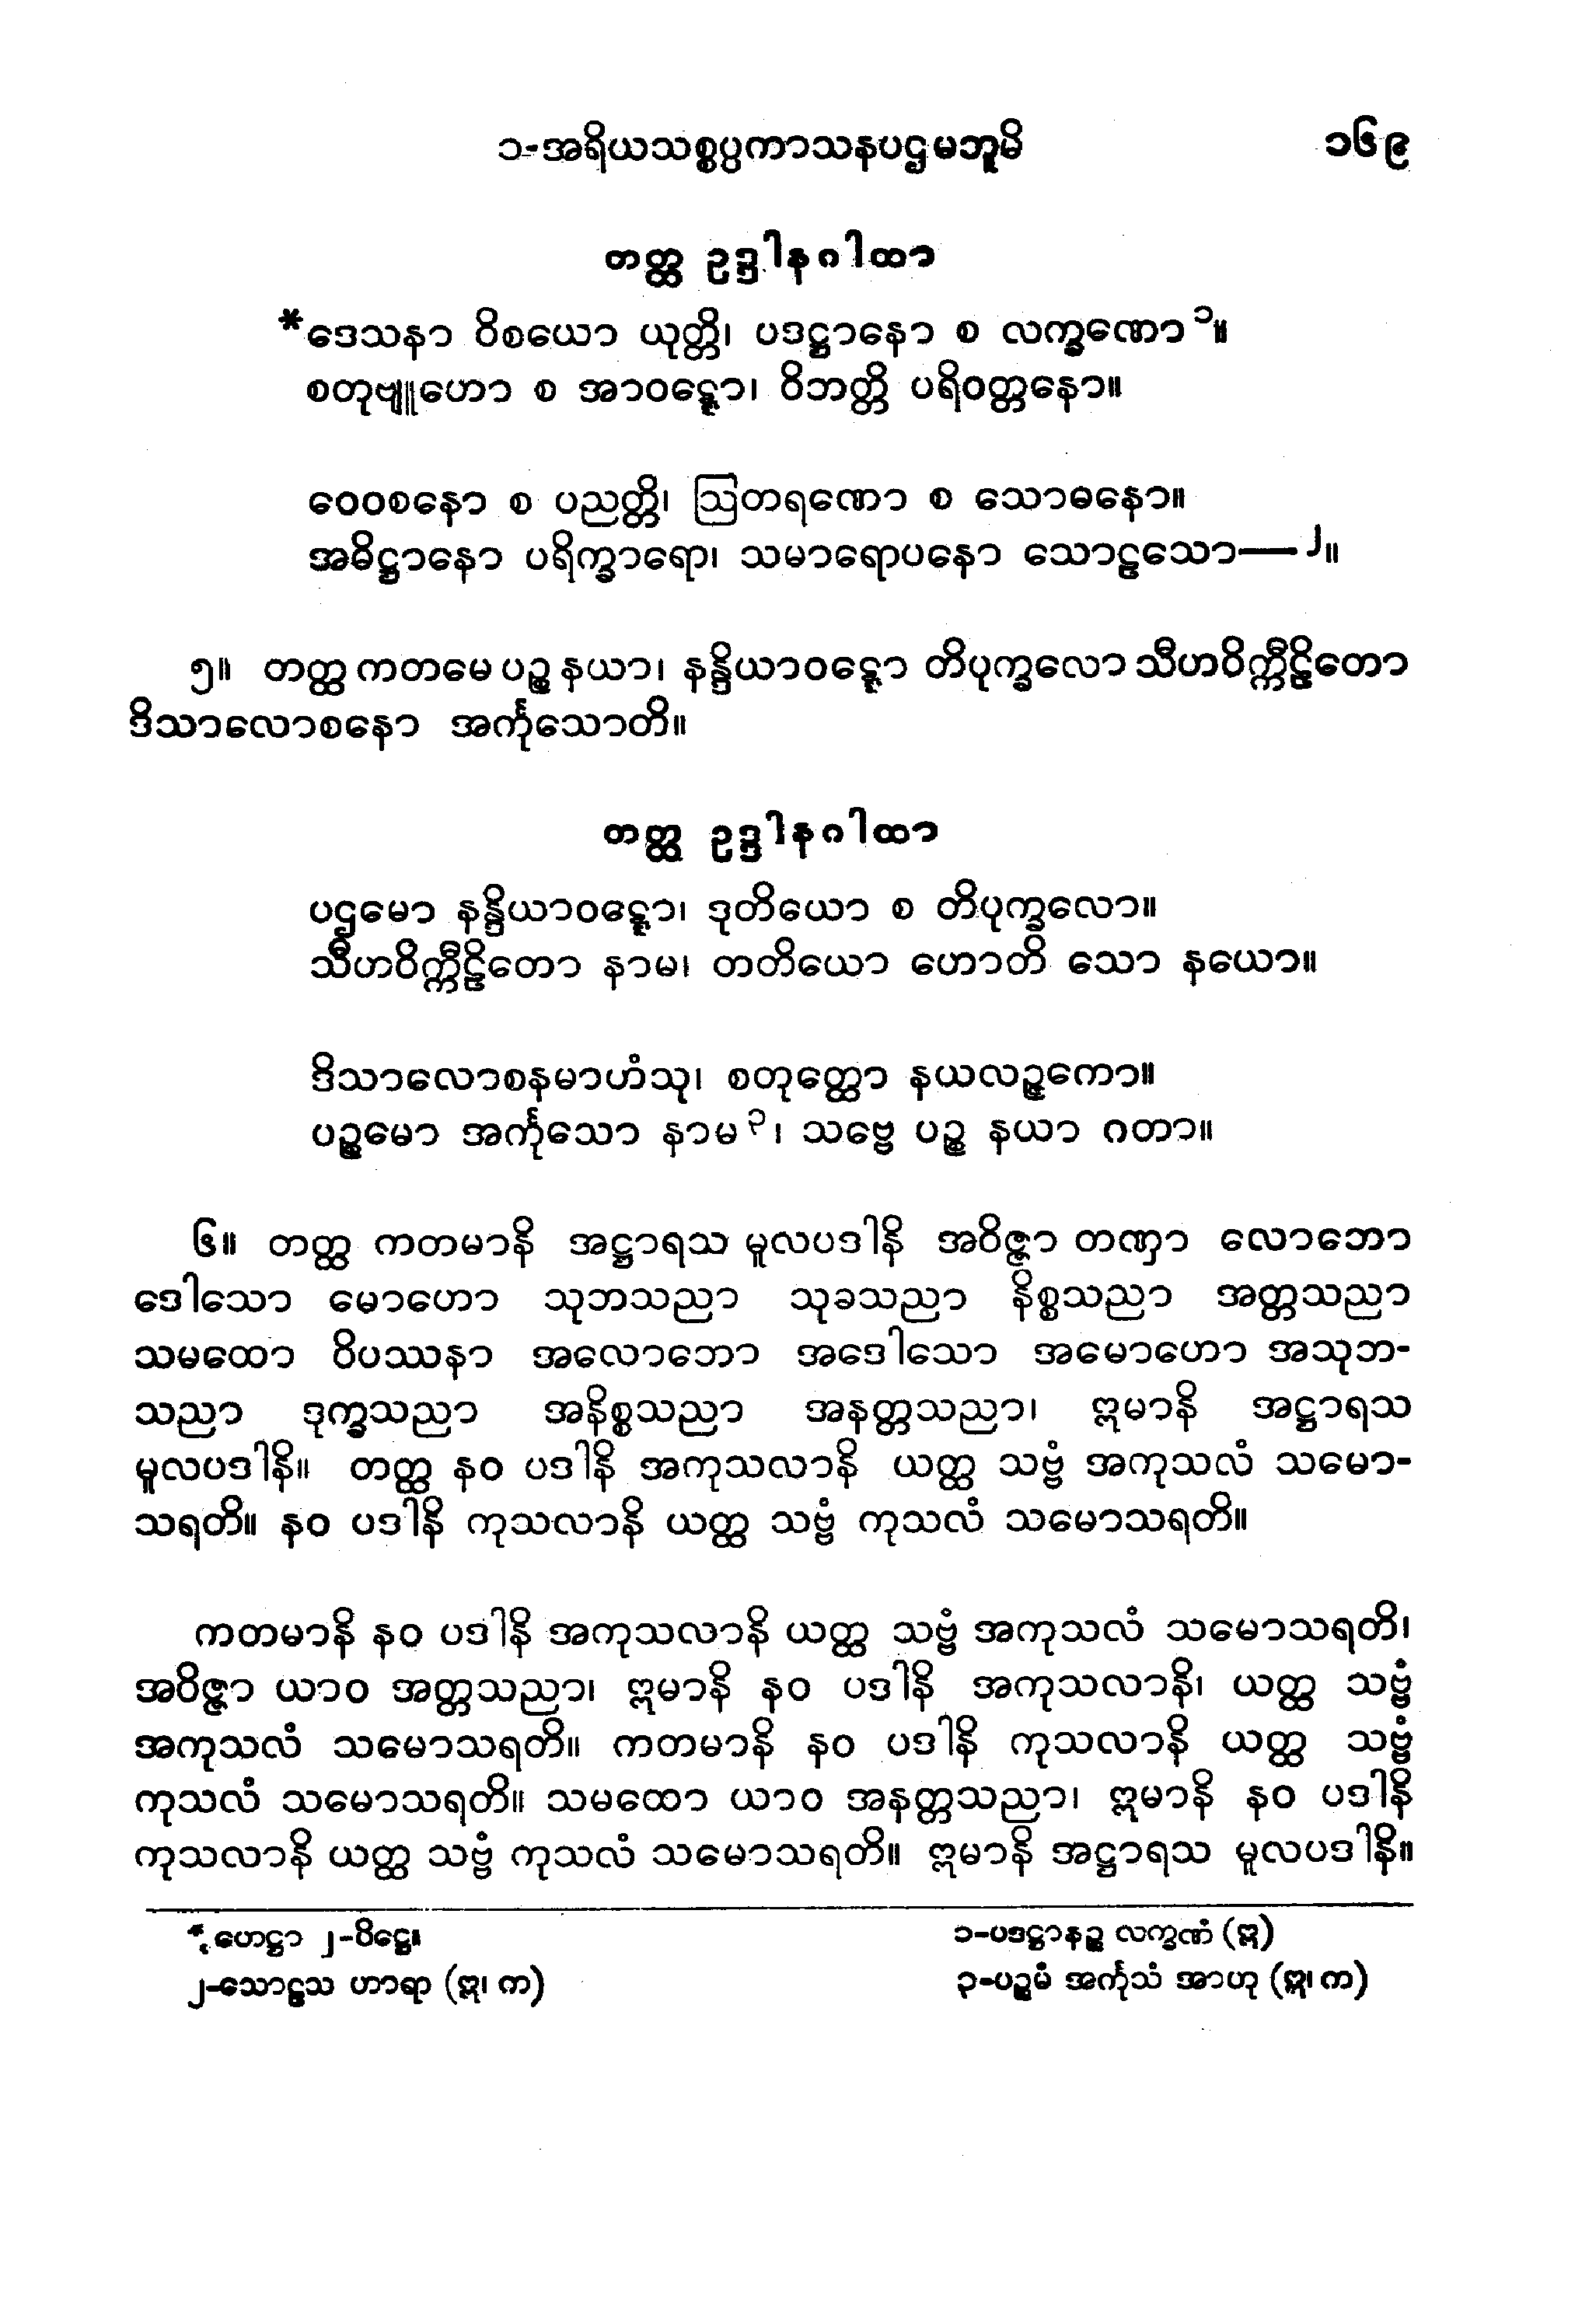 ၁-အရိယသစ္စပ္ပကာသနပဌမဘူမိ ၁၆၉
တတ္ထ ဥဒ္ဒါနဂါထာ
*ဒေသနာ ဝိစယော ယုတ္တိ၊ ပဒဋ္ဌာနော စ လက္ခဏော၁။
စတုဗျူဟော စ အာဝဋ္ဋော၊ ဝိဘတ္တိ ပရိဝတ္တနော။
ဝေဝစနော စ ပညတ္တိ၊ ဩတရဏော စ သောဓနော။
အဓိဋ္ဌာနော ပရိက္ခာရော၊ သမာရောပနော သောဠသော—၂။
၅။ တတ္ထ ကတမေ ပဉ္စ နယာ၊ နန္ဒိယာဝဋ္ဋော တိပုက္ခလော သီဟဝိက္ကီဠိတော
ဒိသာလောစနော အင်္ကုသောတိ။
တတ္ထ ဥဒ္ဒါနဂါထာ
ပဌမော နန္ဒိယာဝဋ္ဋော၊ ဒုတိယော စ တိပုက္ခလော။
သီဟဝိက္ကီဠိတော နာမ၊ တတိယော ဟောတိ သော နယော။
ဒိသာလောစနမာဟံသု၊ စတုတ္ထော နယလဉ္ဇကော။
ပဉ္စမော အင်္ကုသော နာမ၃၊ သဗ္ဗေ ပဉ္စ နယာ ဂတာ။
၆။ တတ္ထ ကတမာနိ အဋ္ဌာရသ မူလပဒါနိ အဝိဇ္ဇာ တဏှာ လောဘော
ဒေါသော မောဟော သုဘသညာ သုခသညာ နိစ္စသညာ အတ္တသညာ
သမထော ဝိပဿနာ အလောဘော အဒေါသော အမောဟော အသုဘ-
သညာ ဒုက္ခသညာ အနိစ္စသညာ အနတ္တသညာ၊ ဣမာနိ အဋ္ဌာရသ
မူလပဒါနိ။ တတ္ထ နဝ ပဒါနိ အကုသလာနိ ယတ္ထ သဗ္ဗံ အကုသလံ သမော-
သရတိ။ နဝ ပဒါနိ ကုသလာနိ ယတ္ထ သဗ္ဗံ ကုသလံ သမောသရတိ။
ကတမာနိ နဝ ပဒါနိ အကုသလာနိ ယတ္ထ သဗ္ဗံ အကုသလံ သမောသရတိ၊
အဝိဇ္ဇာ ယာဝ အတ္တသညာ၊ ဣမာနိ နဝ ပဒါနိ အကုသလာနိ၊ ယတ္ထ သဗ္ဗံ
အကုသလံ သမောသရတိ။ ကတမာနိ နဝ ပဒါနိ ကုသလာနိ ယတ္ထ သဗ္ဗံ
ကုသလံ သမောသရတိ။ သမထော ယာဝ အနတ္တသညာ၊ ဣမာနိ နဝ ပဒါနိ
ကုသလာနိ ယတ္ထ သဗ္ဗံ ကုသလံ သမောသရတိ။ ဣမာနိ အဋ္ဌာရသ မူလပဒါနိ။
*ဟေဋ္ဌာ ၂-ပိဋ္ဌေ။ ၁-ပဒဋ္ဌာနဉ္စ လက္ခဏံ (ဣ)
၂-သောဠသ ဟာရာ (ဣ၊ က) ၃-ပဉ္စမံ အင်္ကုသံ အာဟု (ဣ၊ က)